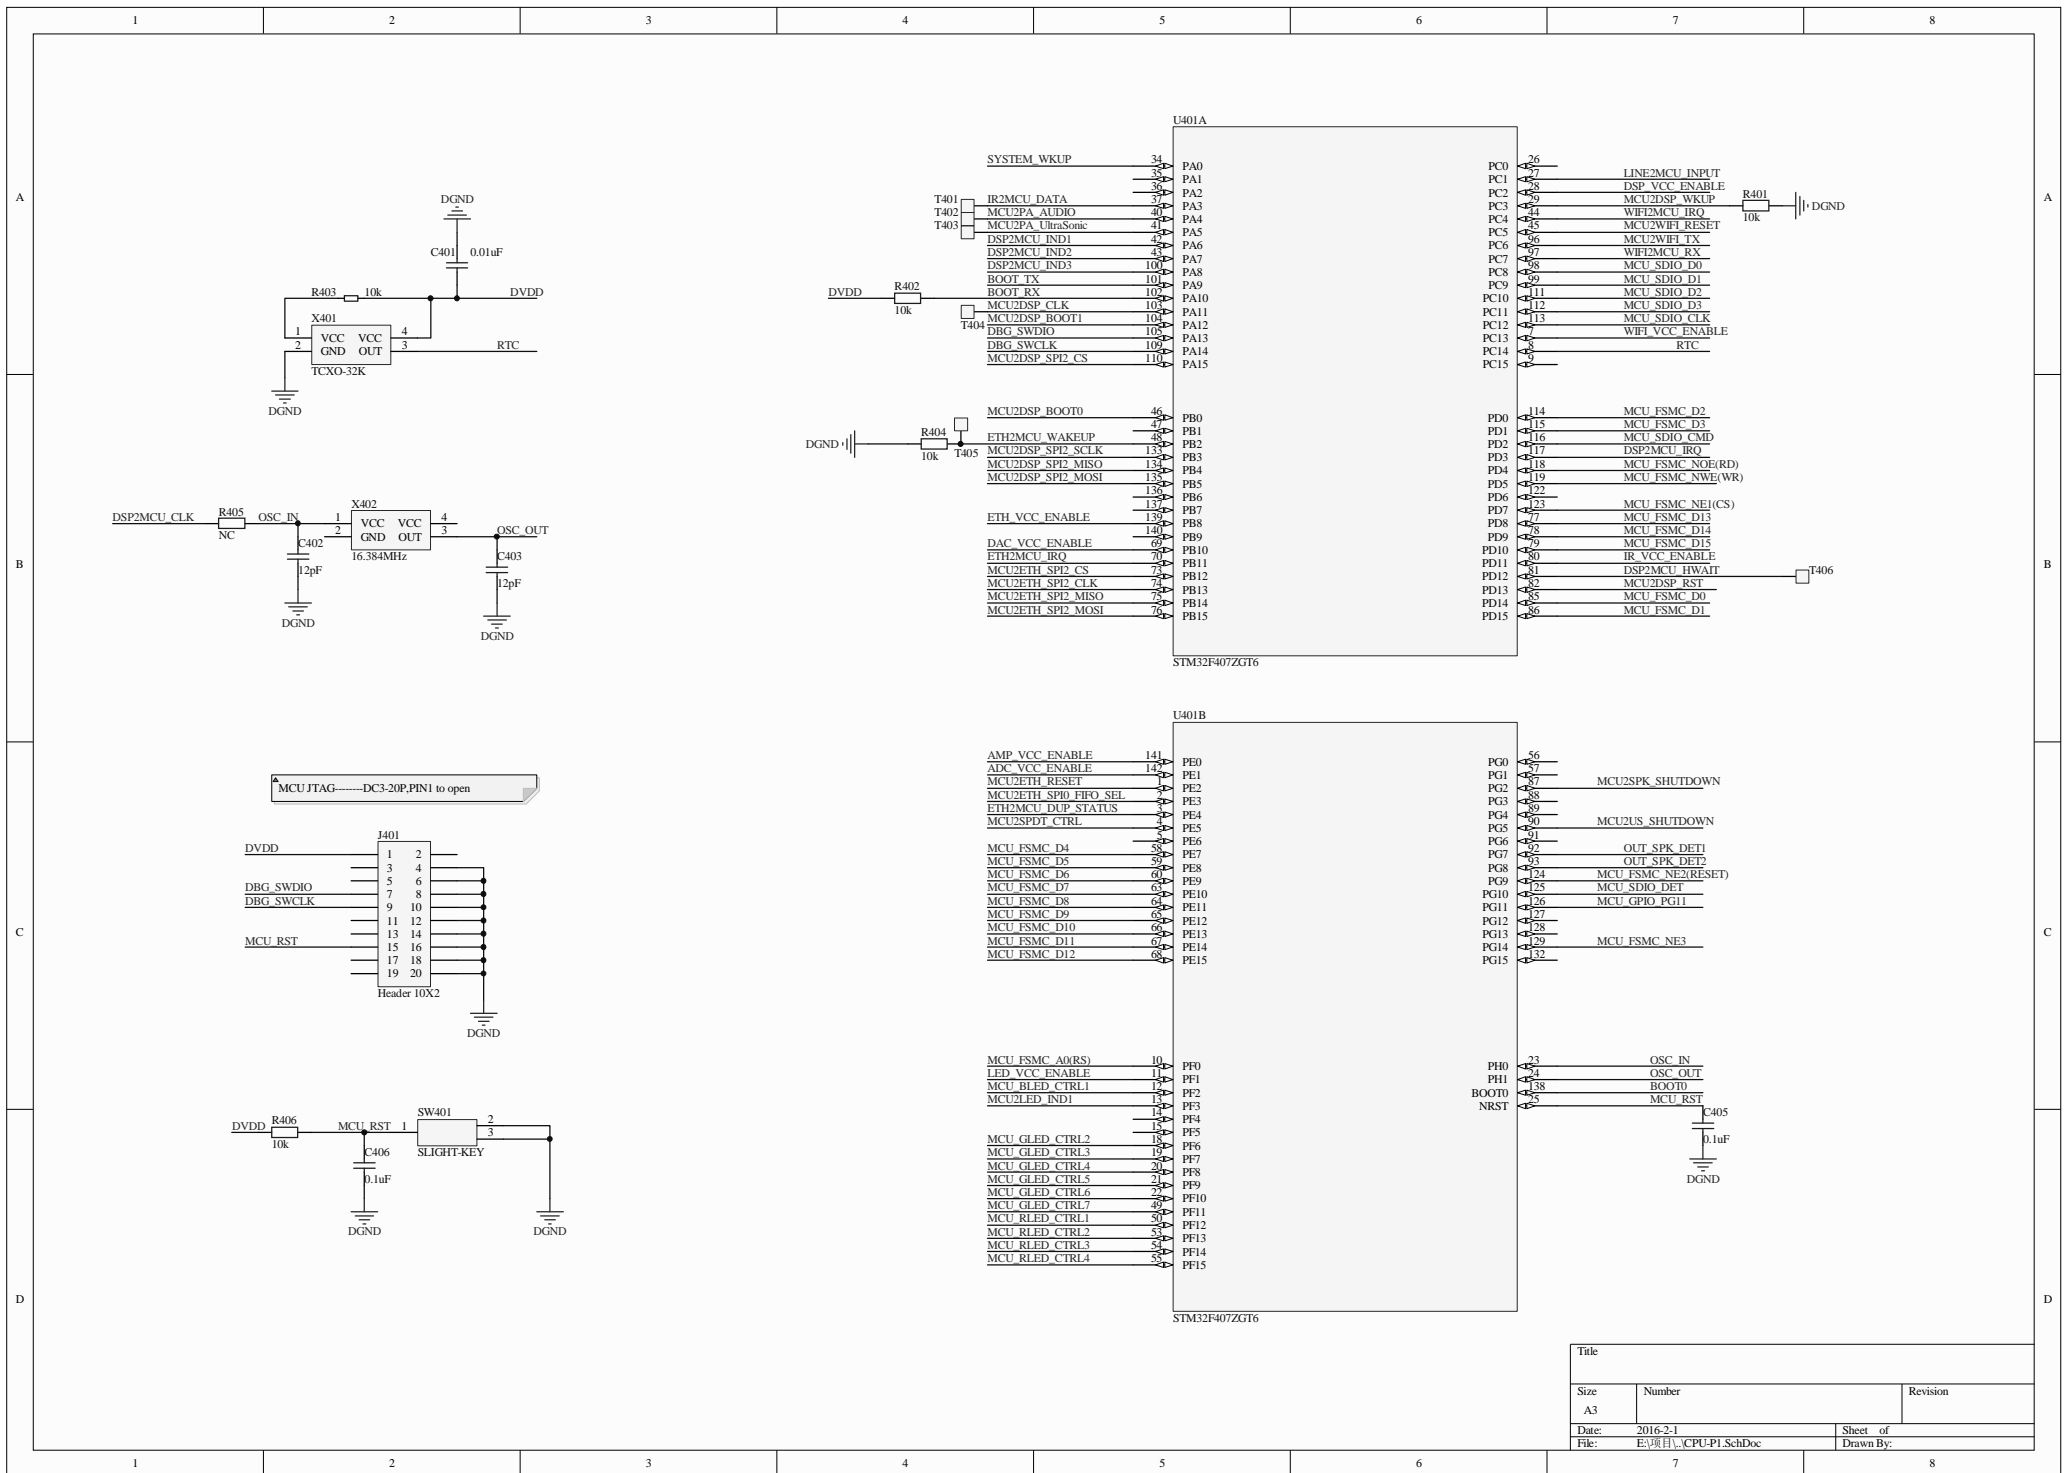 1 2 3 4 5 6 7 8
A A
B B
C C
D D
DGND
C401 0.01uF
R403 10k DVDD
X401
1 VCC VCC 4
2 GND OUT 3 RTC
TCXO-32K
DGND
X402
DSP2MCU_CLK R405 OSC_IN 1 VCC VCC 4
NC 2 GND OUT 3 OSC_OUT
C402 16.384MHz C403
12pF 12pF
DGND DGND
MCU JTAG--------DC3-20P,PIN1 to open
J401
DVDD 1 2
3 4
5 6
DBG_SWDIO 7 8
DBG_SWCLK 9 10
11 12
13 14
MCU_RST 15 16
17 18
19 20
Header 10X2
DGND
SW401
DVDD R406 MCU_RST 1 2
10k 3
C406 SLIGHT-KEY
0.1uF
DGND DGND
U401A
SYSTEM_WKUP 34 PA0
35 PA1
36 PA2
T401 IR2MCU_DATA 37 PA3
T402 MCU2PA_AUDIO 40 PA4
T403 MCU2PA_UltraSonic 41 PA5
DSP2MCU_IND1 42 PA6
DSP2MCU_IND2 43 PA7
DSP2MCU_IND3 100 PA8
BOOT_TX 101 PA9
DVDD R402 10k BOOT_RX 102 PA10
T404 MCU2DSP_CLK 103 PA11
MCU2DSP_BOOT1 104 PA12
DBG_SWDIO 105 PA13
DBG_SWCLK 109 PA14
MCU2DSP_SPI2_CS 110 PA15
MCU2DSP_BOOT0 46 PB0
47 PB1
DGND R404 10k T405 ETH2MCU_WAKEUP 48 PB2
MCU2DSP_SPI2_SCLK 133 PB3
MCU2DSP_SPI2_MISO 134 PB4
MCU2DSP_SPI2_MOSI 135 PB5
136 PB6
137 PB7
ETH_VCC_ENABLE 139 PB8
140 PB9
DAC_VCC_ENABLE 69 PB10
ETH2MCU_IRQ 70 PB11
MCU2ETH_SPI2_CS 73 PB12
MCU2ETH_SPI2_CLK 74 PB13
MCU2ETH_SPI2_MISO 75 PB14
MCU2ETH_SPI2_MOSI 76 PB15
PC0 26
PC1 27 LINE2MCU_INPUT
PC2 28 DSP_VCC_ENABLE
PC3 29 MCU2DSP_WKUP R401 10k DGND
PC4 44 WIFI2MCU_IRQ
PC5 45 MCU2WIFI_RESET
PC6 96 MCU2WIFI_TX
PC7 97 WIFI2MCU_RX
PC8 98 MCU_SDIO_D0
PC9 99 MCU_SDIO_D1
PC10 111 MCU_SDIO_D2
PC11 112 MCU_SDIO_D3
PC12 113 MCU_SDIO_CLK
PC13 7 WIFI_VCC_ENABLE
PC14 8 RTC
PC15 9
PD0 114 MCU_FSMC_D2
PD1 115 MCU_FSMC_D3
PD2 116 MCU_SDIO_CMD
PD3 117 DSP2MCU_IRQ
PD4 118 MCU_FSMC_NOE(RD)
PD5 119 MCU_FSMC_NWE(WR)
PD6 122
PD7 123 MCU_FSMC_NE1(CS)
PD8 77 MCU_FSMC_D13
PD9 78 MCU_FSMC_D14
PD10 79 MCU_FSMC_D15
PD11 80 IR_VCC_ENABLE
PD12 81 DSP2MCU_HWAIT T406
PD13 82 MCU2DSP_RST
PD14 85 MCU_FSMC_D0
PD15 86 MCU_FSMC_D1
STM32F407ZGT6
U401B
AMP_VCC_ENABLE 141 PE0
ADC_VCC_ENABLE 142 PE1
MCU2ETH_RESET 1 PE2
MCU2ETH_SPI0_FIFO_SEL 2 PE3
ETH2MCU_DUP_STATUS 3 PE4
MCU2SPDT_CTRL 4 PE5
5 PE6
MCU_FSMC_D4 58 PE7
MCU_FSMC_D5 59 PE8
MCU_FSMC_D6 60 PE9
MCU_FSMC_D7 63 PE10
MCU_FSMC_D8 64 PE11
MCU_FSMC_D9 65 PE12
MCU_FSMC_D10 66 PE13
MCU_FSMC_D11 67 PE14
MCU_FSMC_D12 68 PE15
MCU_FSMC_A0(RS) 10 PF0
LED_VCC_ENABLE 11 PF1
MCU_BLED_CTRL1 12 PF2
MCU2LED_IND1 13 PF3
14 PF4
15 PF5
MCU_GLED_CTRL2 18 PF6
MCU_GLED_CTRL3 19 PF7
MCU_GLED_CTRL4 20 PF8
MCU_GLED_CTRL5 21 PF9
MCU_GLED_CTRL6 22 PF10
MCU_GLED_CTRL7 49 PF11
MCU_RLED_CTRL1 50 PF12
MCU_RLED_CTRL2 53 PF13
MCU_RLED_CTRL3 54 PF14
MCU_RLED_CTRL4 55 PF15
PG0 56
PG1 57
PG2 87 MCU2SPK_SHUTDOWN
PG3 88
PG4 89
PG5 90 MCU2US_SHUTDOWN
PG6 91
PG7 92 OUT_SPK_DET1
PG8 93 OUT_SPK_DET2
PG9 124 MCU_FSMC_NE2(RESET)
PG10 125 MCU_SDIO_DET
PG11 126 MCU_GPIO_PG11
PG12 127
PG13 128
PG14 129 MCU_FSMC_NE3
PG15 132
PH0 23 OSC_IN
PH1 24 OSC_OUT
BOOT0 138 BOOT0
NRST 25 MCU_RST
C405
0.1uF
DGND
STM32F407ZGT6
Title
Size Number Revision
A3
Date: 2016-2-1 Sheet of
File: E:\项目\..\CPU-P1.SchDoc Drawn By:
1 2 3 4 5 6 7 8